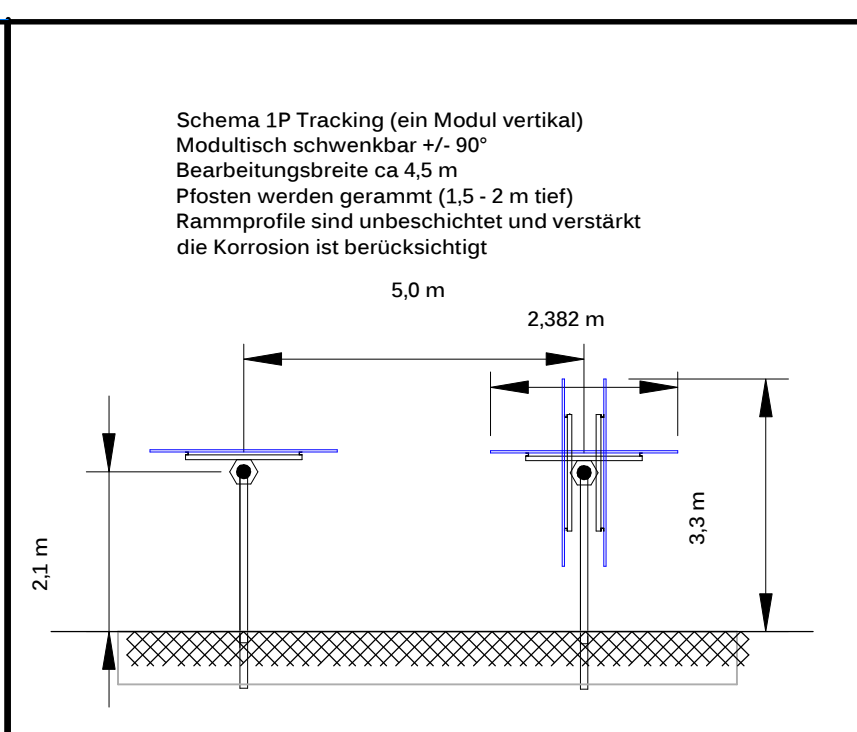 Schema 1P Tracking (ein Modul vertikal)
Modultisch schwenkbar +/- 90°
Bearbeitungsbreite ca 4,5 m
Pfosten werden gerammt (1,5 - 2 m tief)
Rammprofile sind unbeschichtet und verstärkt
die Korrosion ist berücksichtigt
5,0 m
2,382 m
3,3 m
2,1 m